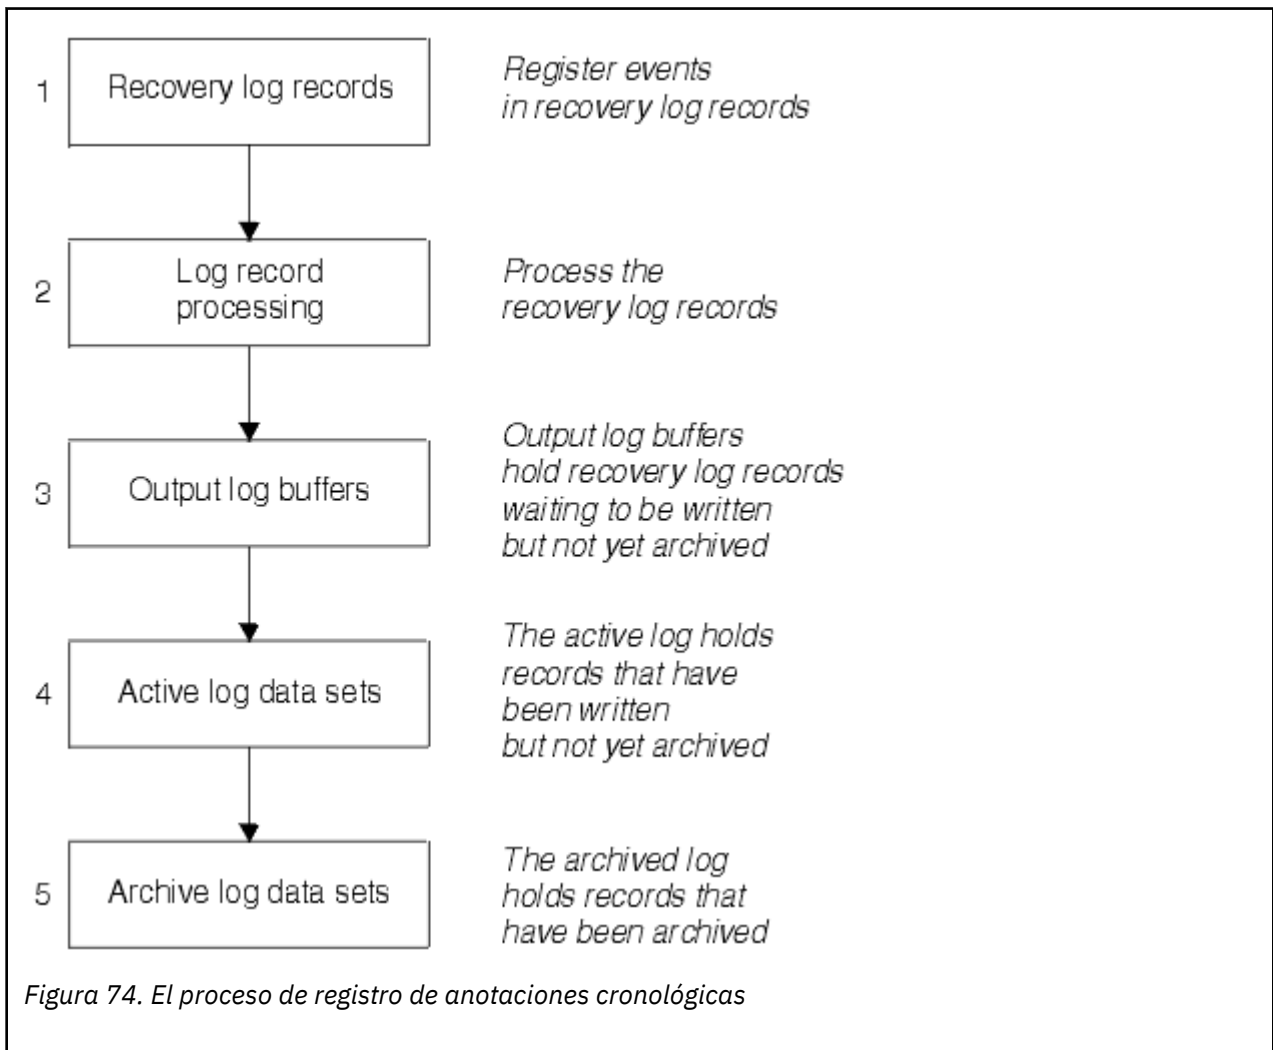 1
Recovery log records
Register events
in recovery log records
2
Log record
processing
Process the
recovery log records
3
Output log buffers
Output log buffers
hold recovery log records
waiting to be written
but not yet archived
4
Active log data sets
The active log holds
records that have
been written
but not yet archived
5
Archive log data sets
The archived log
holds records that
have been archived
Figura 74. El proceso de registro de anotaciones cronológicas